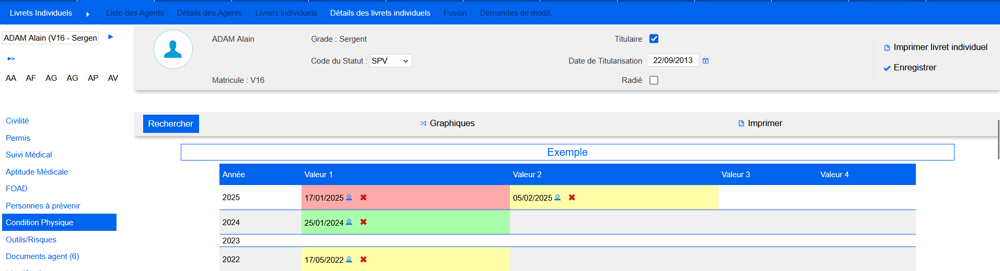 Livrets Individuels Liste des Agents Détails des Agents Livrets individuels Détails des livrets individuels Fusion Demandes de modif.
ADAM Alain (V16 - Sergen
AA AF AG AG AP AV
ADAM Alain Grade : Sergent Titulaire
Code du Statut : SPV Date de Titularisation 22/09/2013
Matricule : V16 Radié
Imprimer livret individuel
Enregistrer
Civilité
Permis
Suivi Médical
Aptitude Médicale
FOAD
Personnes à prévenir
Condition Physique
Outils/Risques
Documents agent (6)
Rechercher Graphiques Imprimer
Exemple
Année Valeur 1 Valeur 2 Valeur 3 Valeur 4
2025 17/01/2025 05/02/2025
2024 25/01/2024
2023
2022 17/05/2022